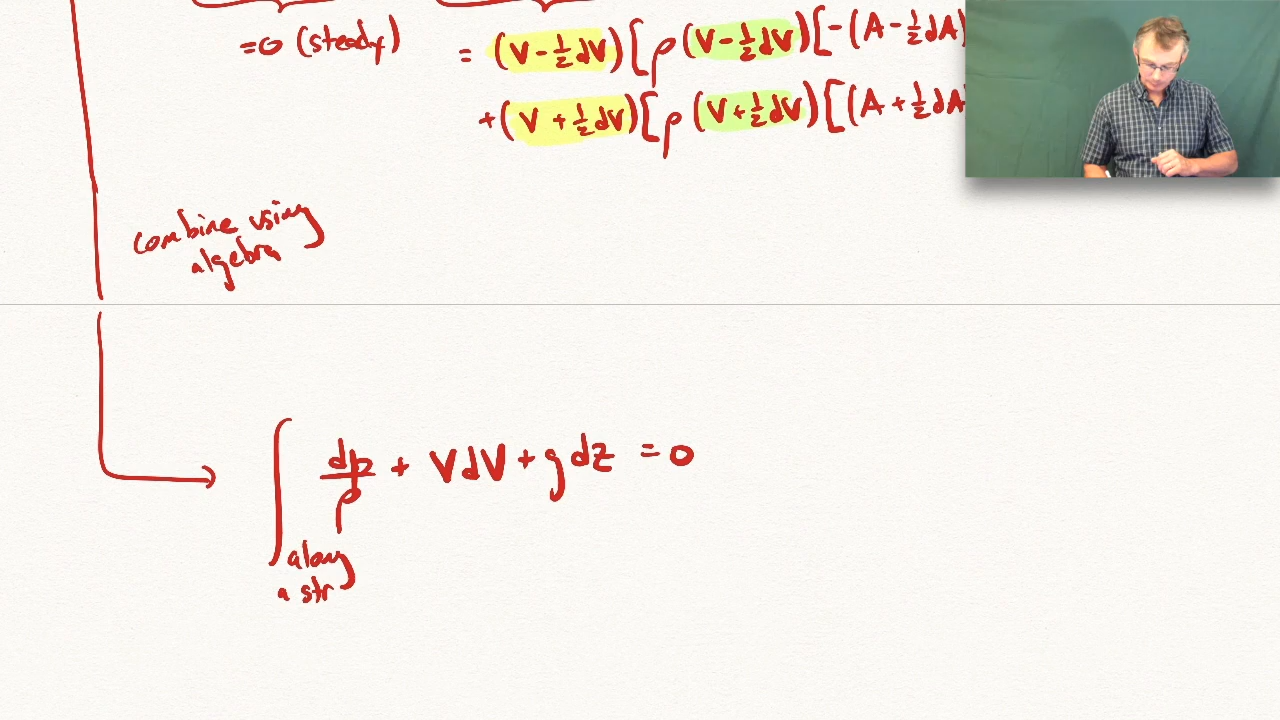 =0 (steady)
= (V-½dV)[ρ(V-½dV)[-(A-½dA)
+(V+½dV)[ρ(V+½dV)[(A+½dA
combine using
algebra
∫ dp/ρ + VdV + gdz = 0
along
a str